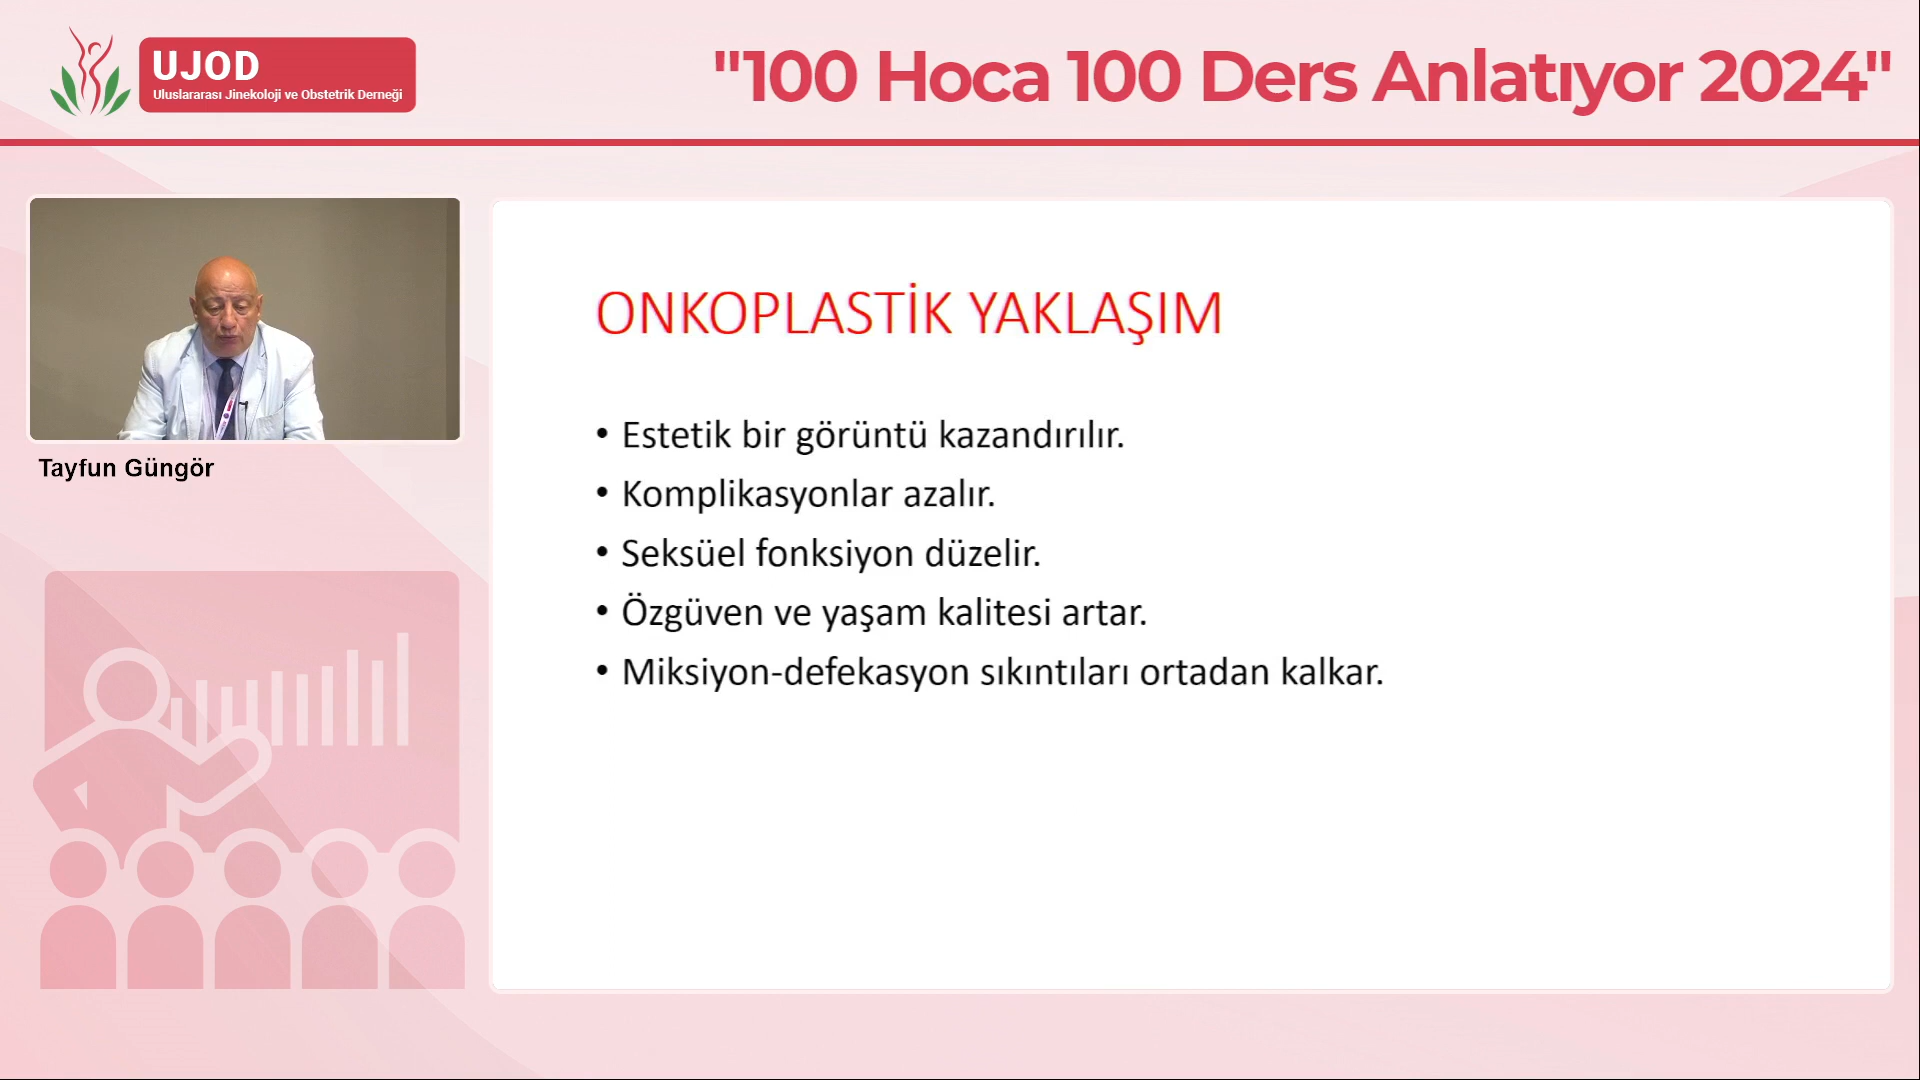 UJOD
Uluslararası Jinekoloji ve Obstetrik Derneği
"100 Hoca 100 Ders Anlatıyor 2024"
Tayfun Güngör
ONKOPLASTİK YAKLAŞIM
• Estetik bir görüntü kazandırılır.
• Komplikasyonlar azalır.
• Seksüel fonksiyon düzelir.
• Özgüven ve yaşam kalitesi artar.
• Miksiyon-defekasyon sıkıntıları ortadan kalkar.